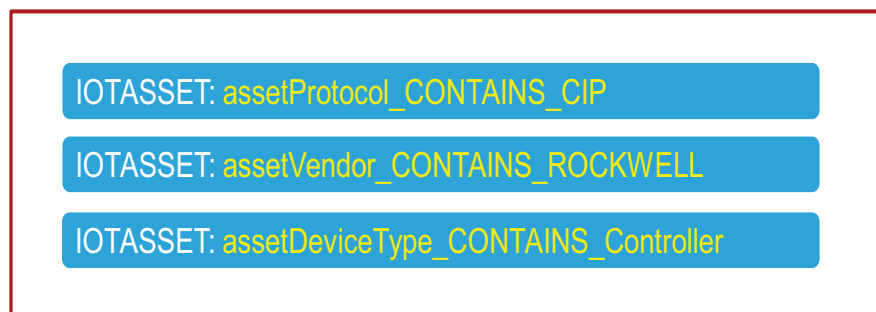 IOTASSET: assetProtocol_CONTAINS_CIP
IOTASSET: assetVendor_CONTAINS_ROCKWELL
IOTASSET: assetDeviceType_CONTAINS_Controller